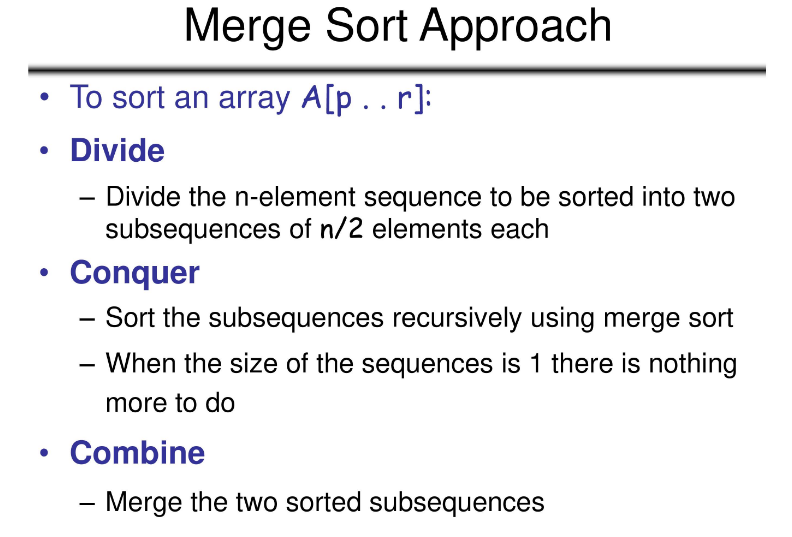 Merge Sort Approach
• To sort an array A[p . . r]:
• Divide
– Divide the n-element sequence to be sorted into two
subsequences of n/2 elements each
• Conquer
– Sort the subsequences recursively using merge sort
– When the size of the sequences is 1 there is nothing
more to do
• Combine
– Merge the two sorted subsequences